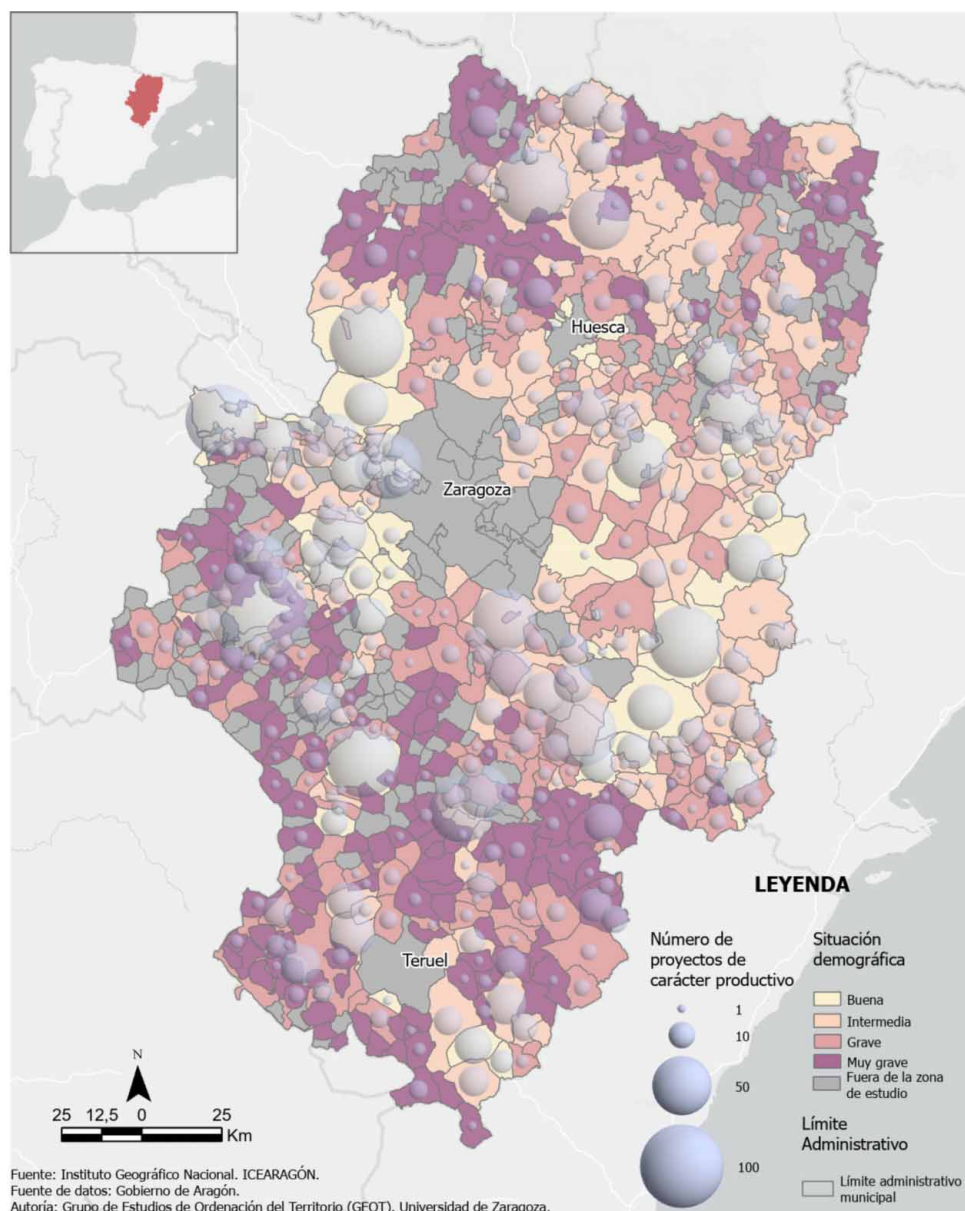 Huesca
Zaragoza
Teruel
LEYENDA
Número de
proyectos de
carácter productivo
1
10
50
100
Situación
demográfica
Buena
Intermedia
Grave
Muy grave
Fuera de la zona
de estudio
Límite
Administrativo
Límite administrativo
municipal
N
25 12,5 0 25
Km
Fuente: Instituto Geográfico Nacional. ICEARAGÓN.
Fuente de datos: Gobierno de Aragón.
Autoría: Grupo de Estudios de Ordenación del Territorio (GEOT). Universidad de Zaragoza.